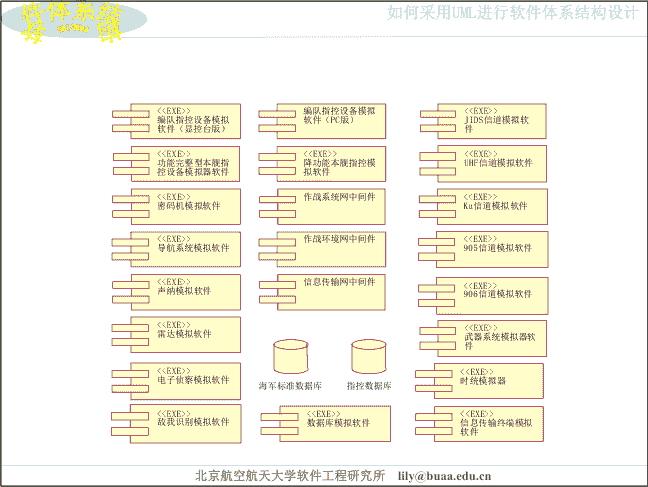 如何采用UML进行软件体系结构设计
<<EXE>>
编队指控设备模拟
软件（显控台版）
<<EXE>>
功能完整型本舰指
控设备模拟器软件
<<EXE>>
密码机模拟软件
<<EXE>>
导航系统模拟软件
<<EXE>>
声纳模拟软件
<<EXE>>
雷达模拟软件
<<EXE>>
电子侦察模拟软件
<<EXE>>
敌我识别模拟软件
编队指控设备模拟
软件（PC版）
<<EXE>>
降功能本舰指控模
拟软件
作战系统网中间件
作战环境网中间件
信息传输网中间件
海军标准数据库
指控数据库
<<EXE>>
数据库模拟软件
<<EXE>>
JIDS信道模拟软
件
<<EXE>>
UHF信道模拟软件
<<EXE>>
Ku信道模拟软件
<<EXE>>
905信道模拟软件
<<EXE>>
906信道模拟软件
<<EXE>>
武器系统模拟器软
件
<<EXE>>
时统模拟器
<<EXE>>
信息传输终端模拟
软件
北京航空航天大学软件工程研究所 lily@buaa.edu.cn